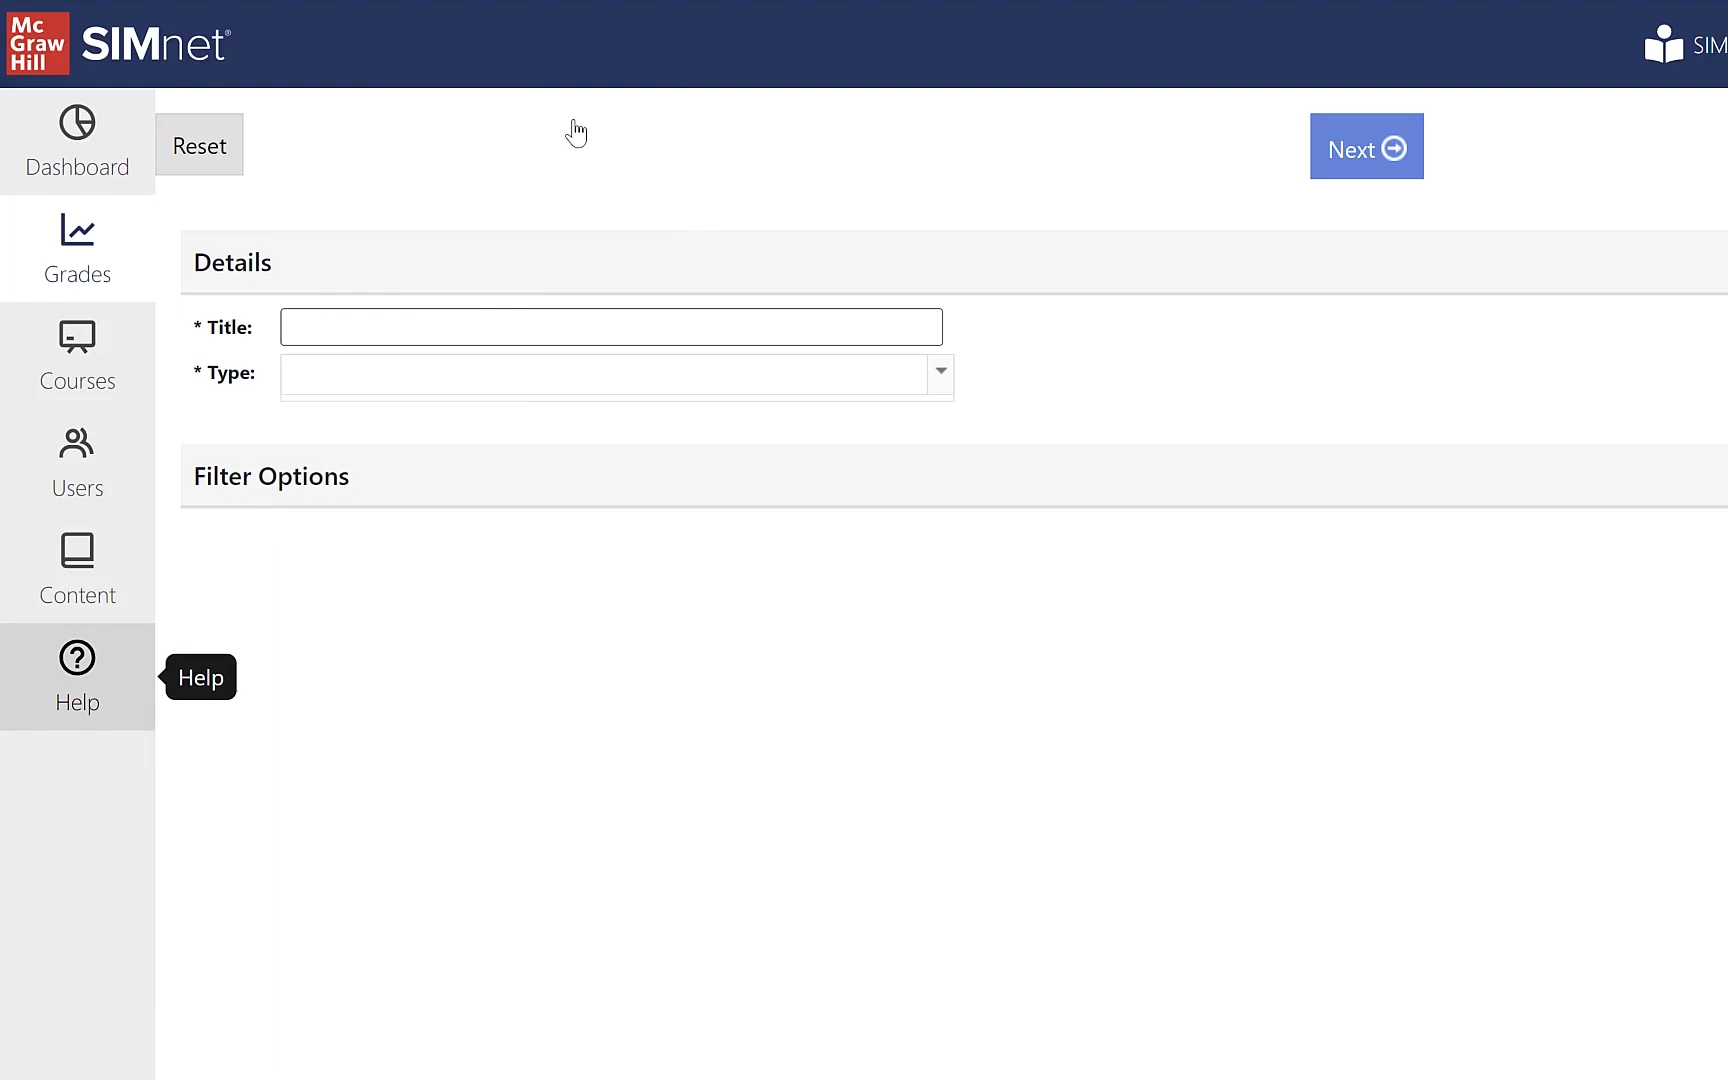 Mc
Graw
Hill
SIMnet®
SIM
Dashboard
Reset
Next
Grades
Details
* Title:
* Type:
Courses
Filter Options
Users
Content
Help
Help